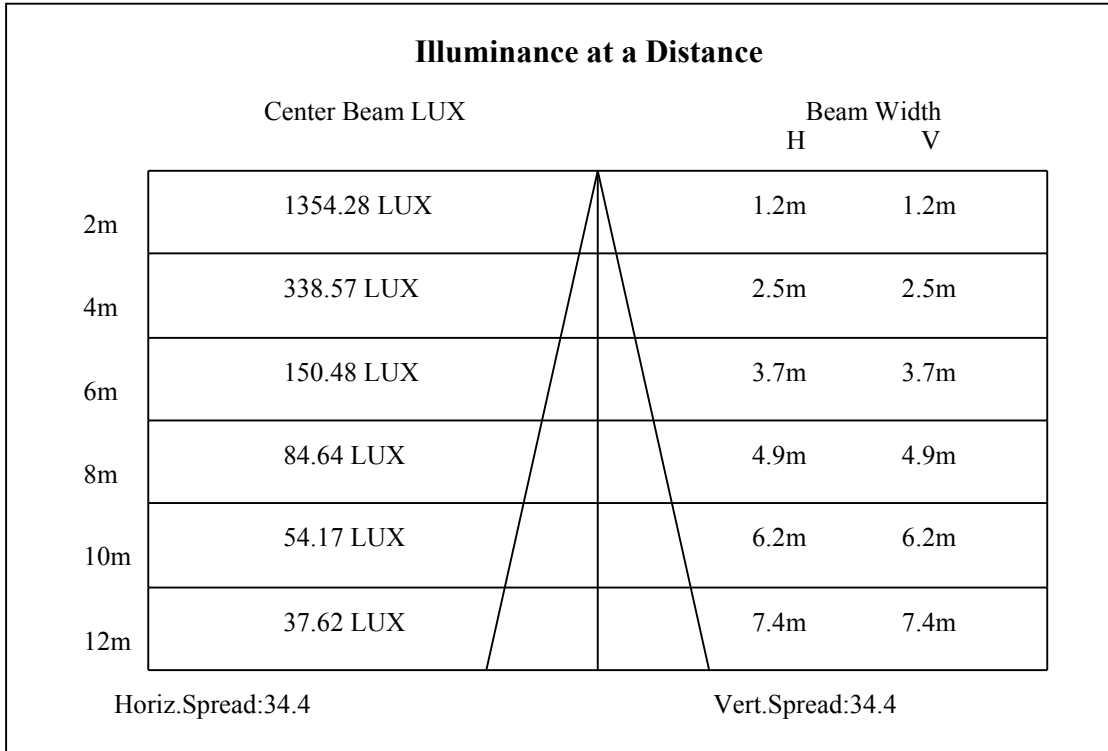 Illuminance at a Distance
Center Beam LUX Beam Width
H V
2m 1354.28 LUX 1.2m 1.2m
4m 338.57 LUX 2.5m 2.5m
6m 150.48 LUX 3.7m 3.7m
8m 84.64 LUX 4.9m 4.9m
10m 54.17 LUX 6.2m 6.2m
12m 37.62 LUX 7.4m 7.4m
Horiz.Spread:34.4 Vert.Spread:34.4